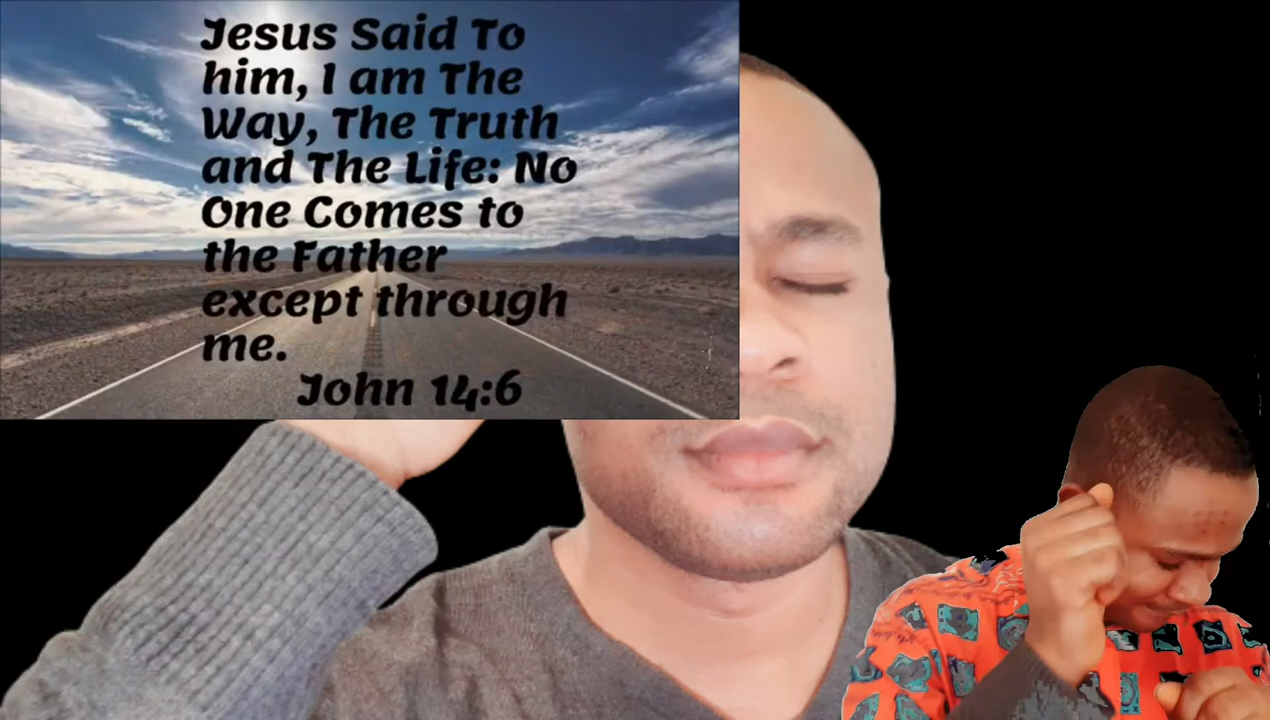 Jesus Said To
him, I am The
Way, The Truth
and The Life: No
One Comes to
the Father
except through
me.
John 14:6